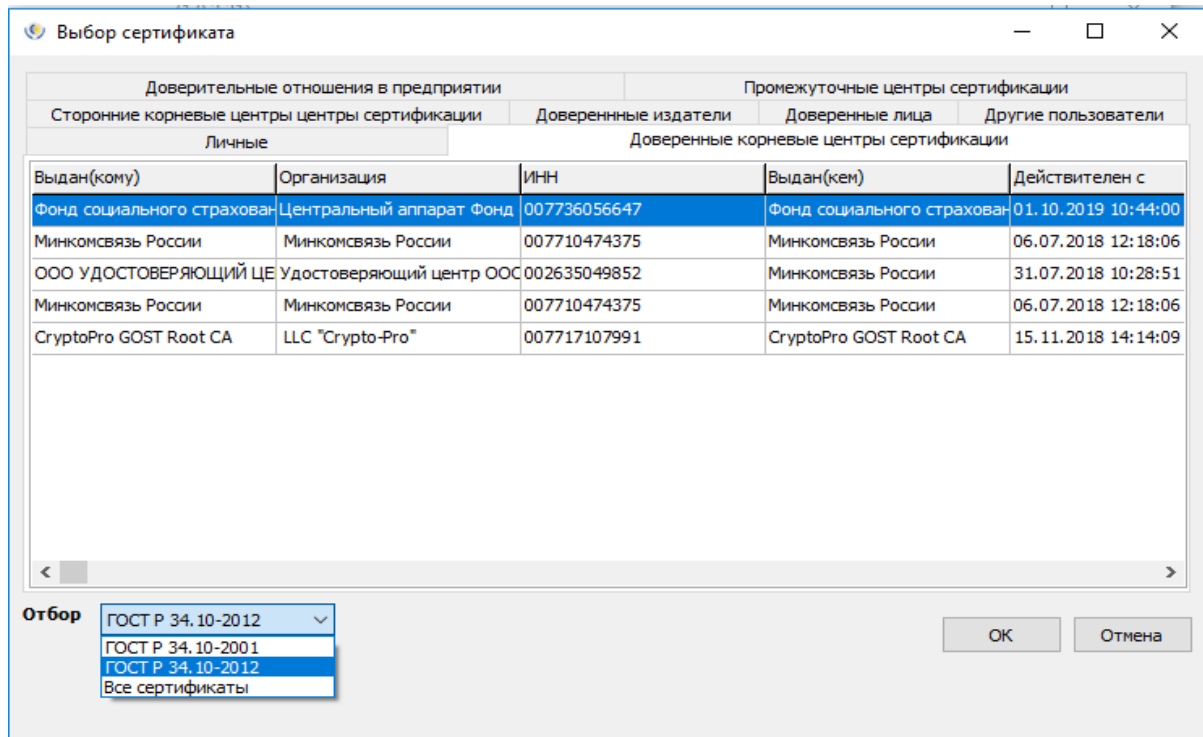 Выбор сертификата
Доверительные отношения в предприятии Промежуточные центры сертификации
Сторонние корневые центры центры сертификации Довереннные издатели Доверенные лица Другие пользователи
Личные Доверенные корневые центры сертификации
Выдан(кому) Организация ИНН Выдан(кем) Действителен с
Фонд социального страхован Центральный аппарат Фонд 007736056647 Фонд социального страхован 01.10.2019 10:44:00
Минкомсвязь России Минкомсвязь России 007710474375 Минкомсвязь России 06.07.2018 12:18:06
ООО УДОСТОВЕРЯЮЩИЙ ЦЕ Удостоверяющий центр ООО 002635049852 Минкомсвязь России 31.07.2018 10:28:51
Минкомсвязь России Минкомсвязь России 007710474375 Минкомсвязь России 06.07.2018 12:18:06
CryptoPro GOST Root CA LLC "Crypto-Pro" 007717107991 CryptoPro GOST Root CA 15.11.2018 14:14:09
Отбор ГОСТ Р 34.10-2012
ГОСТ Р 34.10-2001
ГОСТ Р 34.10-2012
Все сертификаты
ОК Отмена